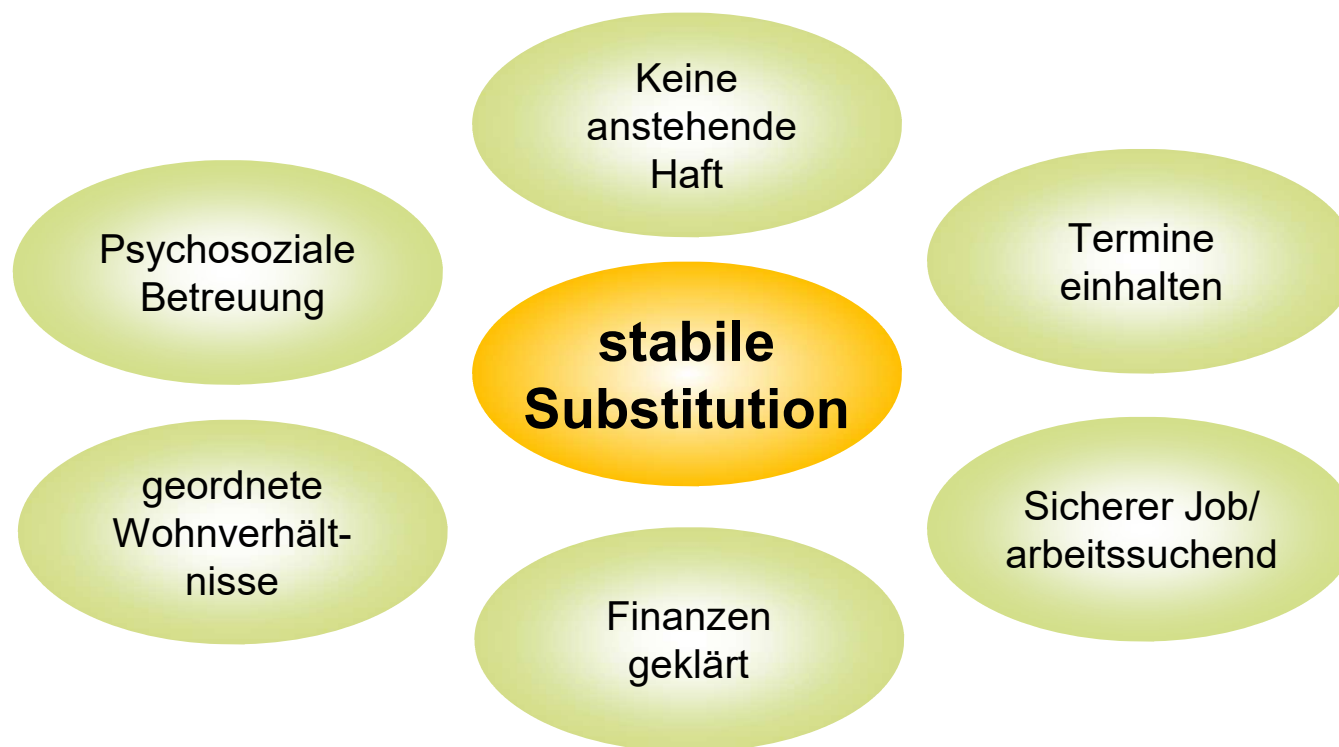 Keine
anstehende
Haft
Psychosoziale
Betreuung
Termine
einhalten
stabile
Substitution
geordnete
Wohnverhält-
nisse
Sicherer Job/
arbeitssuchend
Finanzen
geklärt